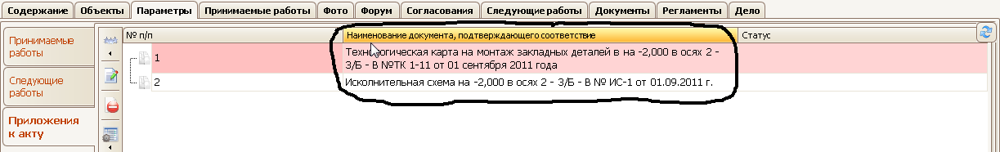 Содержание Объекты Параметры Принимаемые работы Фото Форум Согласования Следующие работы Документы Регламенты Дело
Принимаемые
работы
Следующие
работы
Приложения
к акту
№ п/п Наименование документа, подтверждающего соответствие Статус
1 Технологическая карта на монтаж закладных деталей в на -2,000 в осях 2 -
3/Б - В №ТК 1-11 от 01 сентября 2011 года
2 Исколнительная схема на -2,000 в осях 2 - 3/Б - В № ИС-1 от 01.09.2011 г.